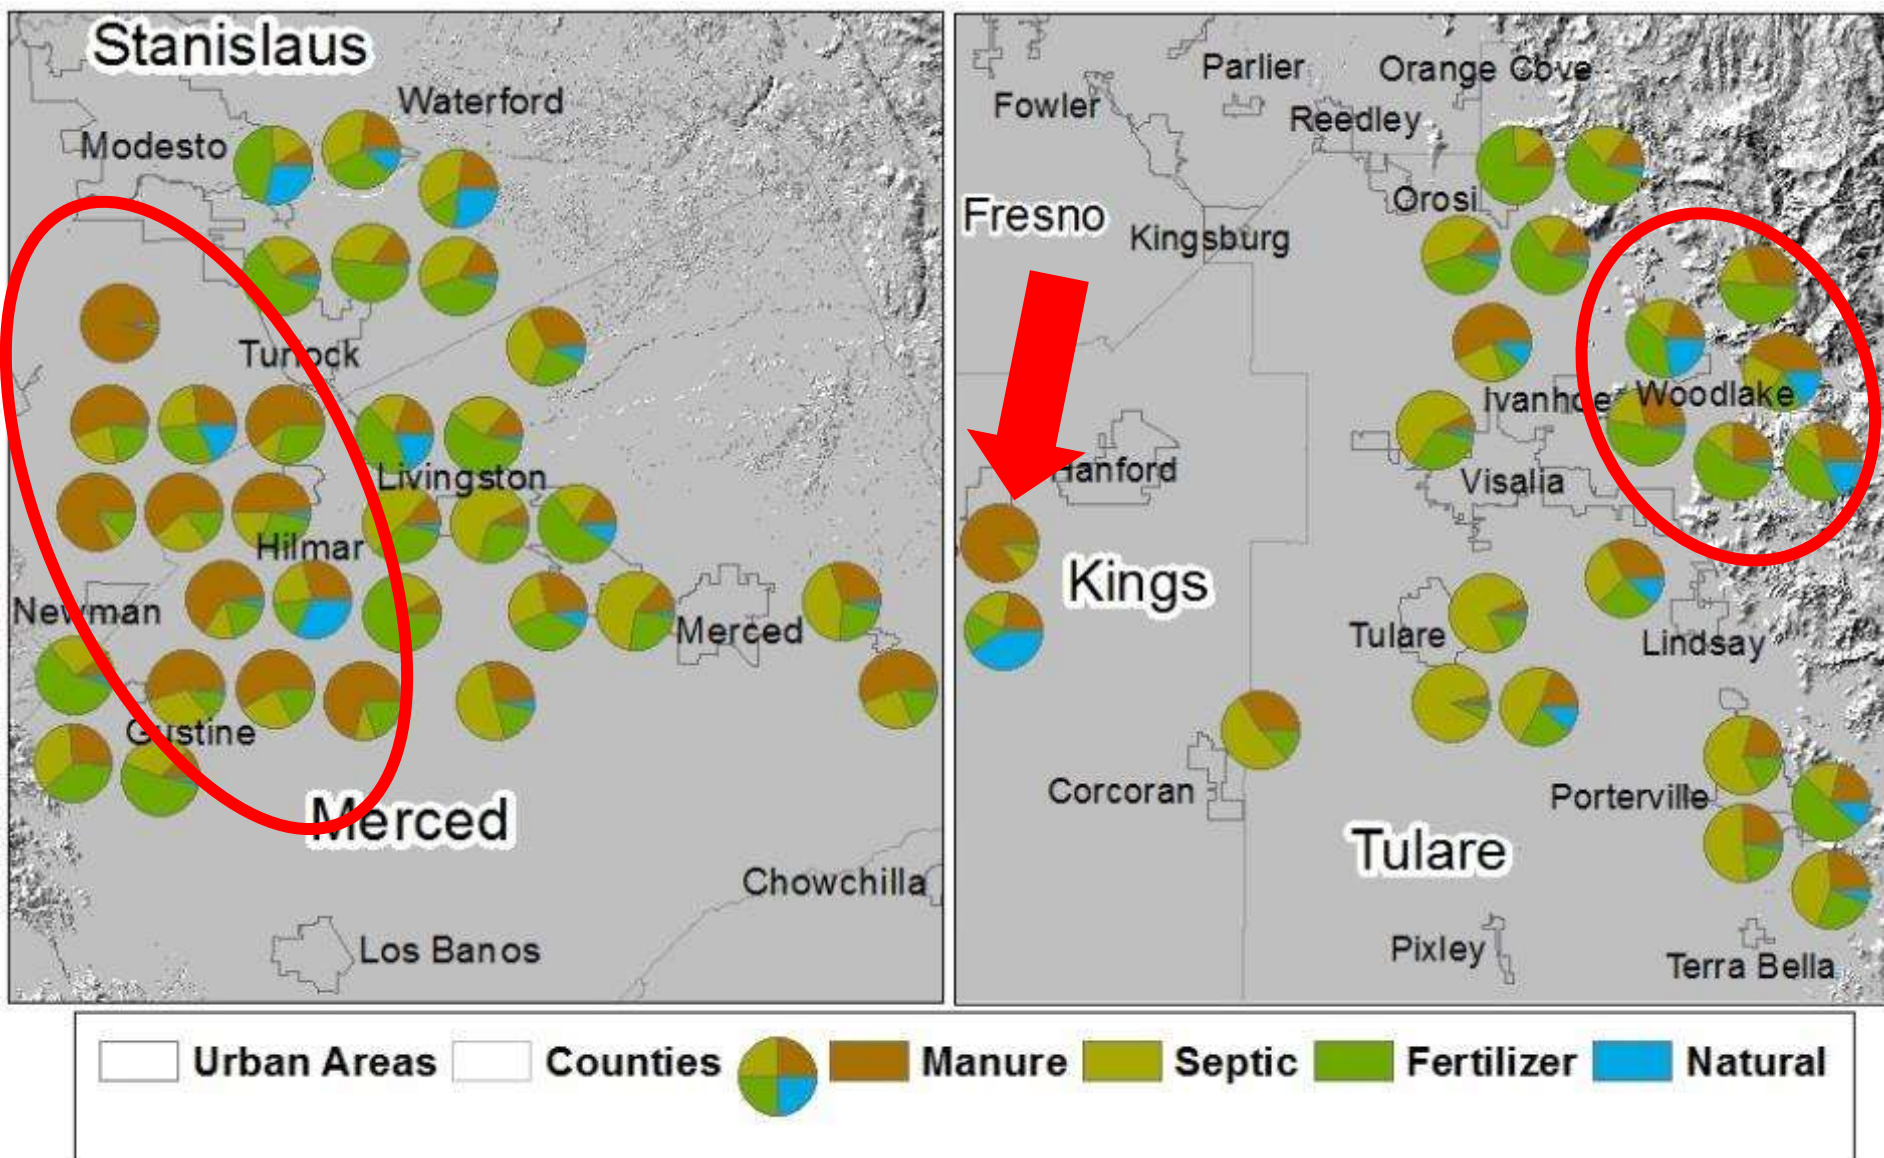 Stanislaus
Waterford
Modesto
Turlock
Livingston
Hilmar
Newman
Merced
Gustine
Merced
Chowchilla
Los Banos
Parlier
Orange Cove
Fowler
Reedley
Orosi
Fresno
Kingsburg
Ivanhoe
Woodlake
Hanford
Visalia
Kings
Tulare
Lindsay
Corcoran
Porterville
Tulare
Pixley
Terra Bella
Urban Areas Counties Manure Septic Fertilizer Natural